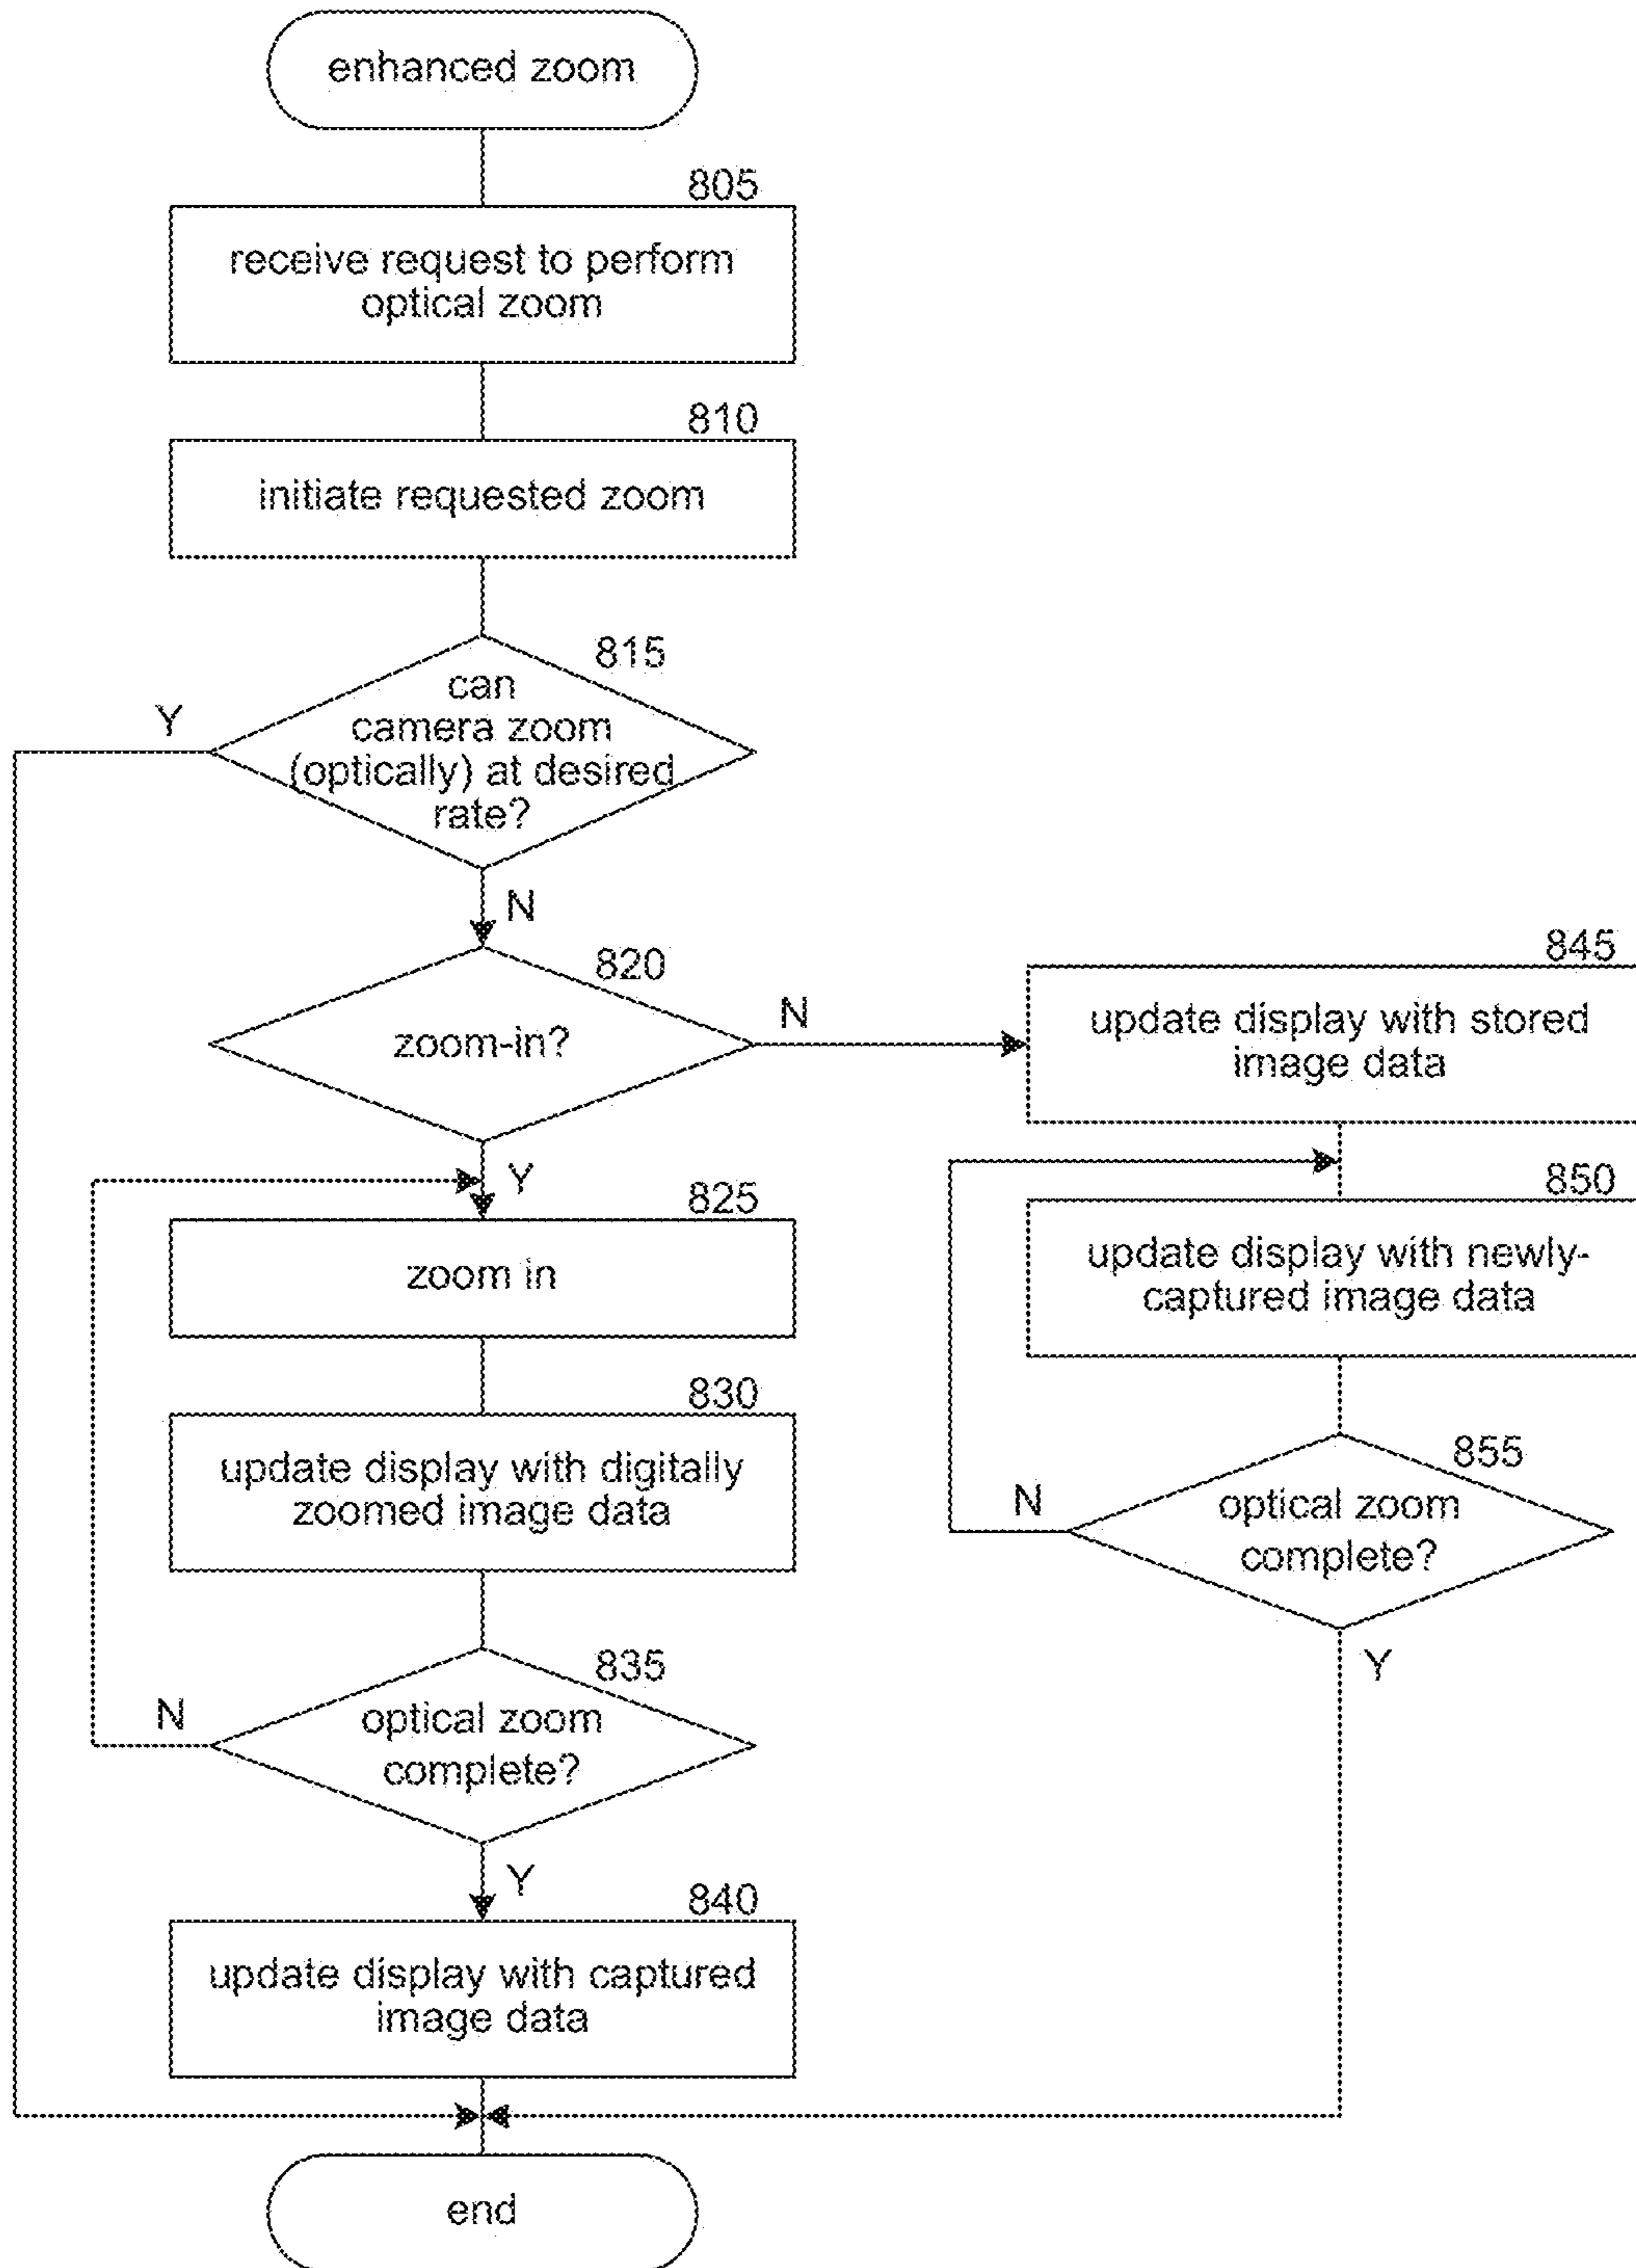 enhanced zoom
805
receive request to perform
optical zoom
810
initiate requested zoom
815
can
camera zoom
(optically) at desired
rate?
Y
N
820
zoom-in?
N
Y
825
zoom in
830
update display with digitally
zoomed image data
835
optical zoom
complete?
N
Y
840
update display with captured
image data
845
update display with stored
image data
850
update display with newly-
captured image data
855
optical zoom
complete?
N
Y
end